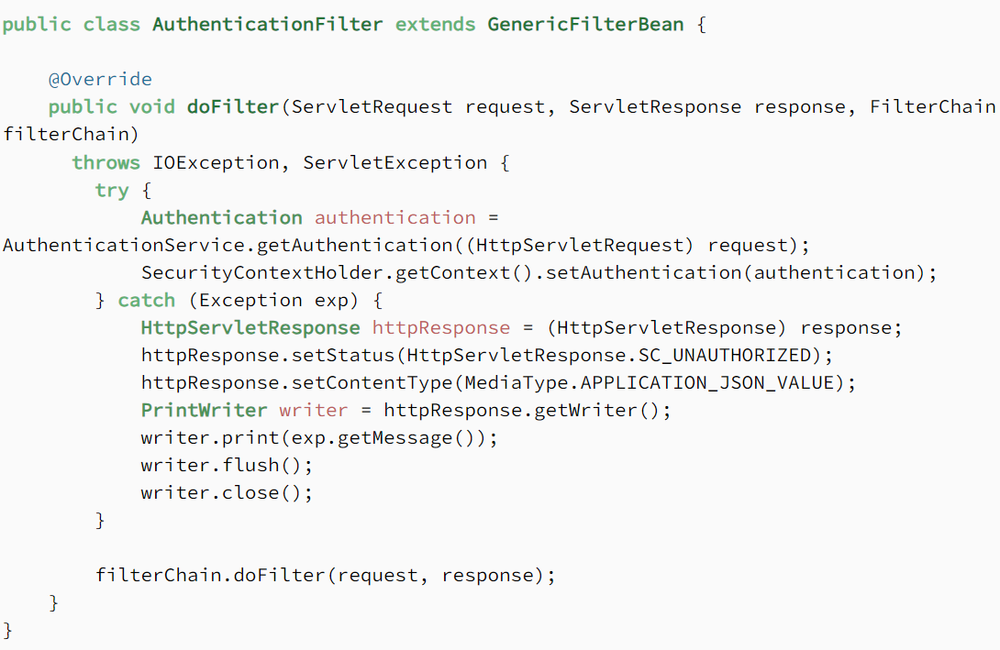 public class AuthenticationFilter extends GenericFilterBean {
@Override
public void doFilter(ServletRequest request, ServletResponse response, FilterChain
filterChain)
throws IOException, ServletException {
try {
Authentication authentication =
AuthenticationService.getAuthentication((HttpServletRequest) request);
SecurityContextHolder.getContext().setAuthentication(authentication);
} catch (Exception exp) {
HttpServletResponse httpResponse = (HttpServletResponse) response;
httpResponse.setStatus(HttpServletResponse.SC_UNAUTHORIZED);
httpResponse.setContentType(MediaType.APPLICATION_JSON_VALUE);
PrintWriter writer = httpResponse.getWriter();
writer.print(exp.getMessage());
writer.flush();
writer.close();
}
filterChain.doFilter(request, response);
}
}